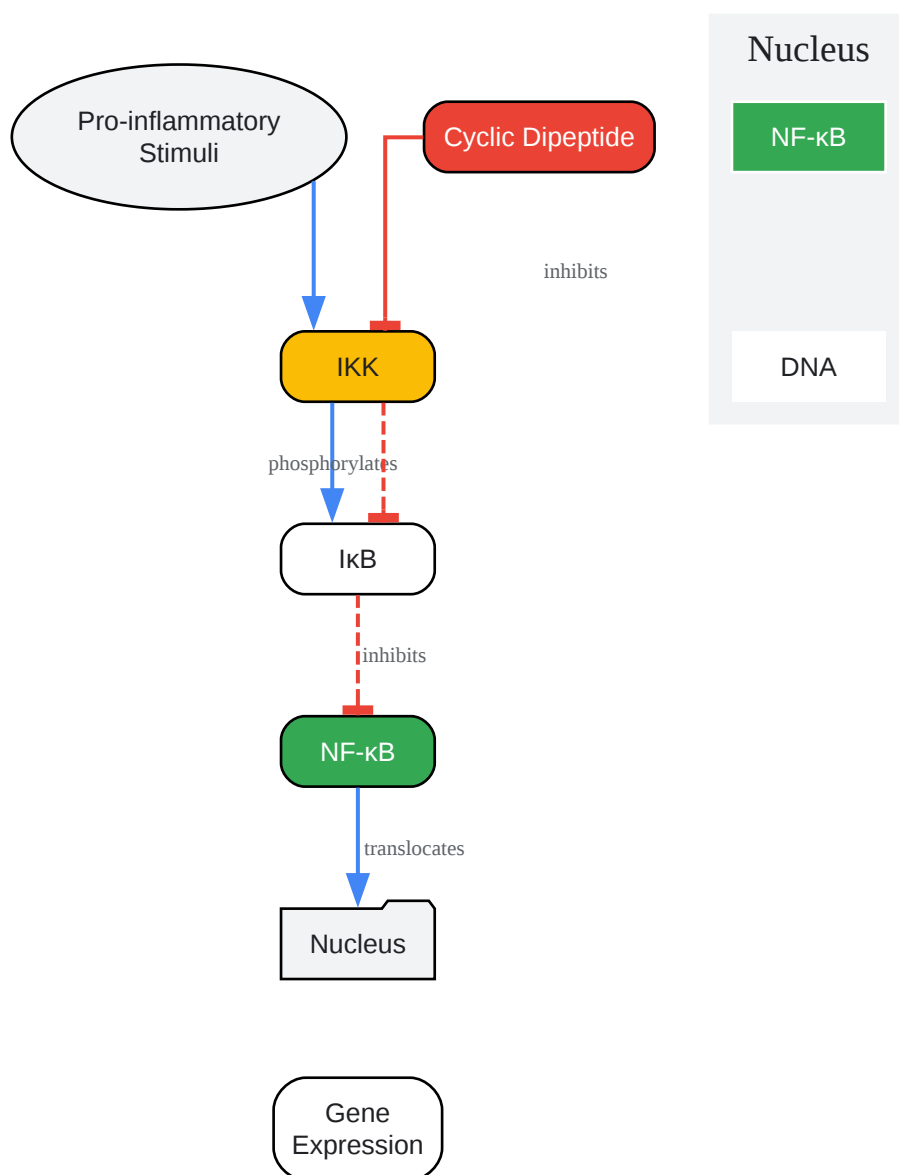 Nucleus
Pro-inflammatory
Stimuli
Cyclic Dipeptide
NF-κB
inhibits
IKK
DNA
phosphorylates
IκB
inhibits
NF-κB
translocates
Nucleus
Gene
Expression